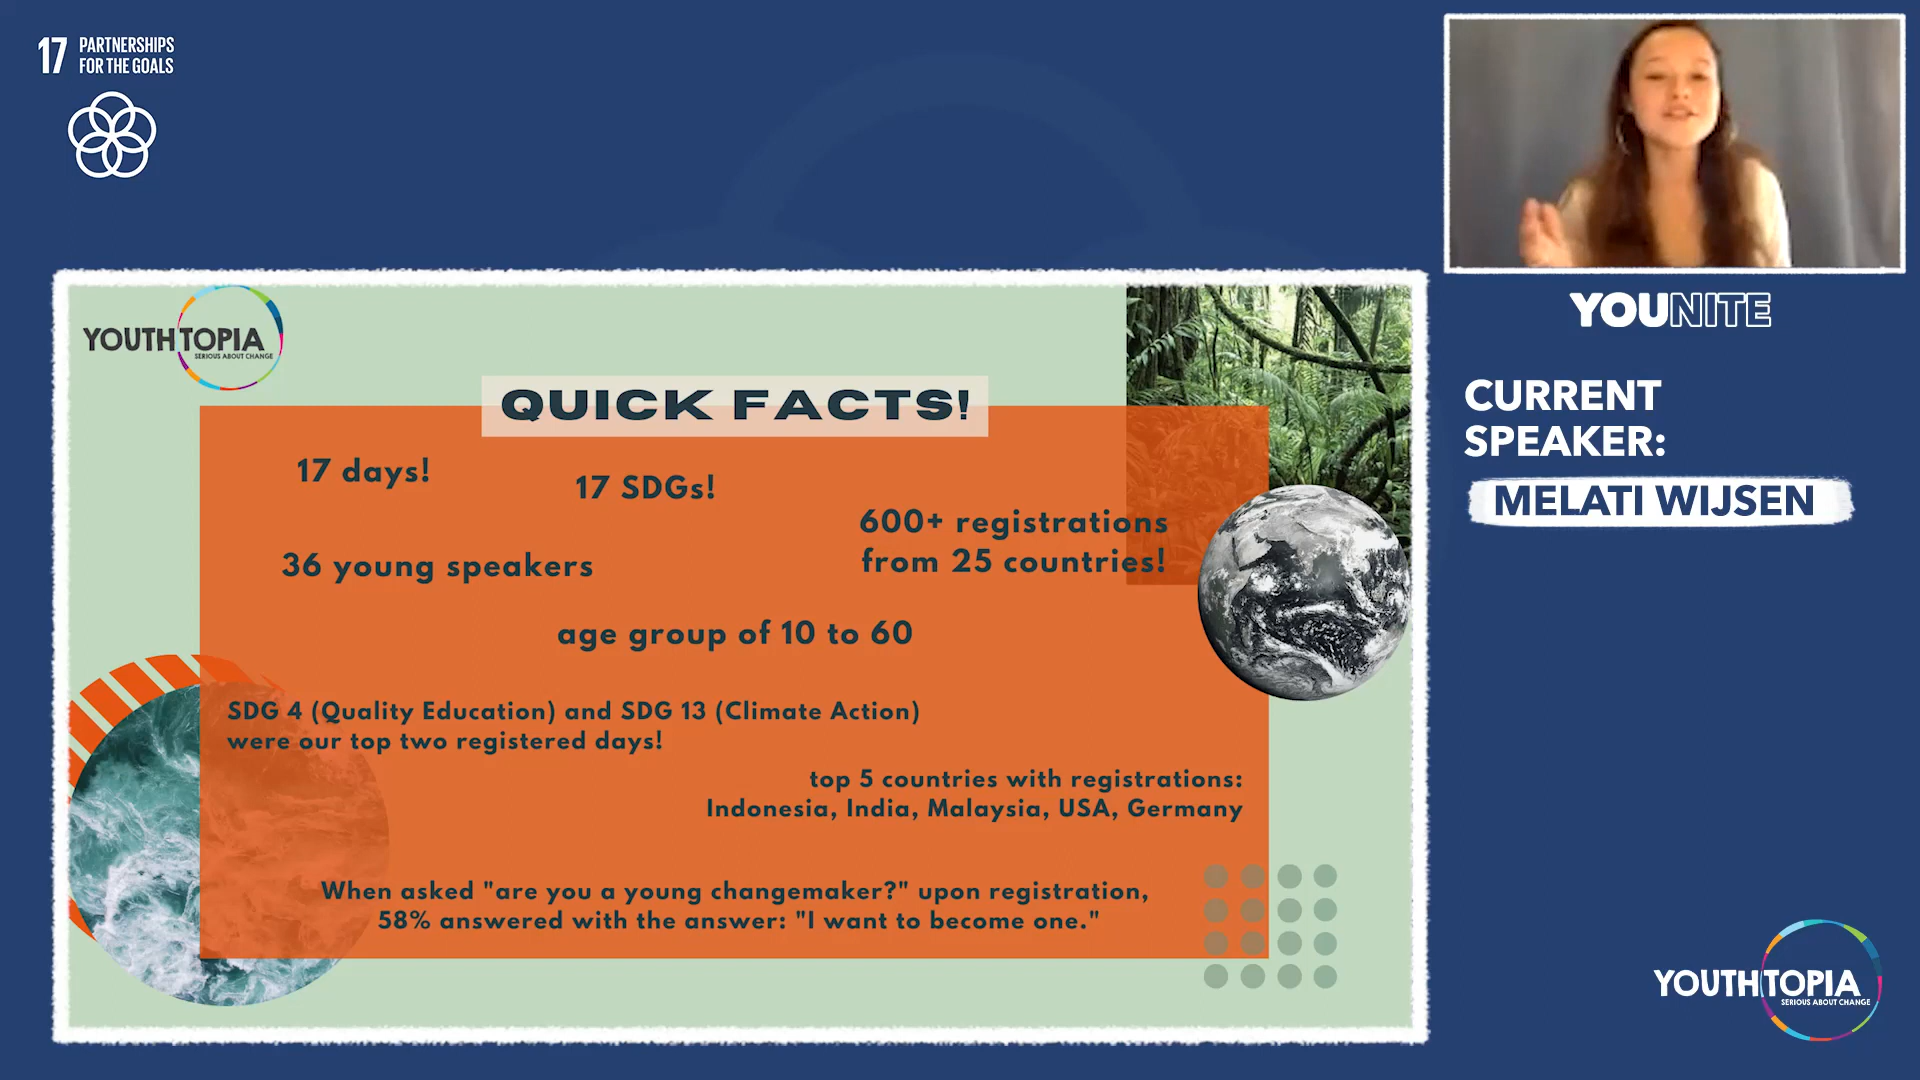 17 PARTNERSHIPS
FOR THE GOALS
YOUTHTOPIA
SERIOUS ABOUT CHANGE
QUICK FACTS!
17 days!
17 SDGs!
600+ registrations
from 25 countries!
36 young speakers
age group of 10 to 60
SDG 4 (Quality Education) and SDG 13 (Climate Action)
were our top two registered days!
top 5 countries with registrations:
Indonesia, India, Malaysia, USA, Germany
When asked "are you a young changemaker?" upon registration,
58% answered with the answer: "I want to become one."
YOUNITE
CURRENT
SPEAKER:
MELATI WIJSEN
YOUTHTOPIA
SERIOUS ABOUT CHANGE